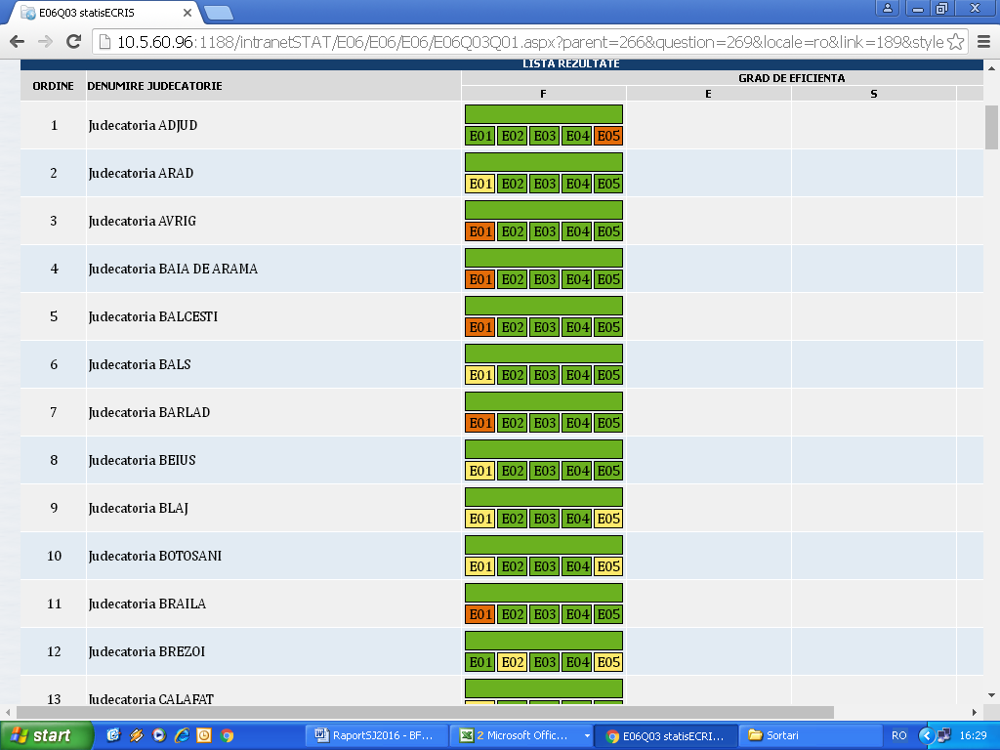 E06Q03 statisECRIS
10.5.60.96:1188/intranetSTAT/E06/E06/E06/E06Q03Q01.aspx?parent=266&question=269&locale=ro&link=189&style
LISTA REZULTATE
ORDINE DENUMIRE JUDECATORIE GRAD DE EFICIENTA
F E S
1 Judecatoria ADJUD
E01 E02 E03 E04 E05
2 Judecatoria ARAD
E01 E02 E03 E04 E05
3 Judecatoria AVRIG
E01 E02 E03 E04 E05
4 Judecatoria BAIA DE ARAMA
E01 E02 E03 E04 E05
5 Judecatoria BALCESTI
E01 E02 E03 E04 E05
6 Judecatoria BALS
E01 E02 E03 E04 E05
7 Judecatoria BARLAD
E01 E02 E03 E04 E05
8 Judecatoria BEIUS
E01 E02 E03 E04 E05
9 Judecatoria BLAJ
E01 E02 E03 E04 E05
10 Judecatoria BOTOSANI
E01 E02 E03 E04 E05
11 Judecatoria BRAILA
E01 E02 E03 E04 E05
12 Judecatoria BREZOI
E01 E02 E03 E04 E05
13 Judecatoria CALAFAT
start RaportSJ2016 - BF... 2 Microsoft Offic... E06Q03 statisECRI... Sortari RO 16:29